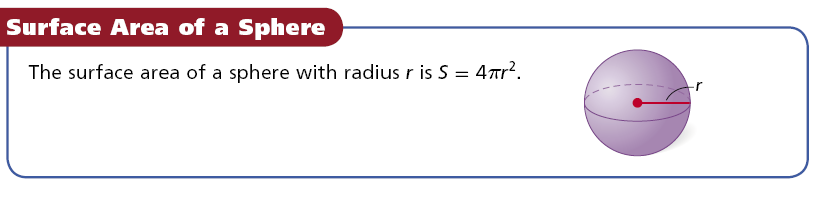 Surface Area of a Sphere
The surface area of a sphere with radius r is S = 4πr².
r